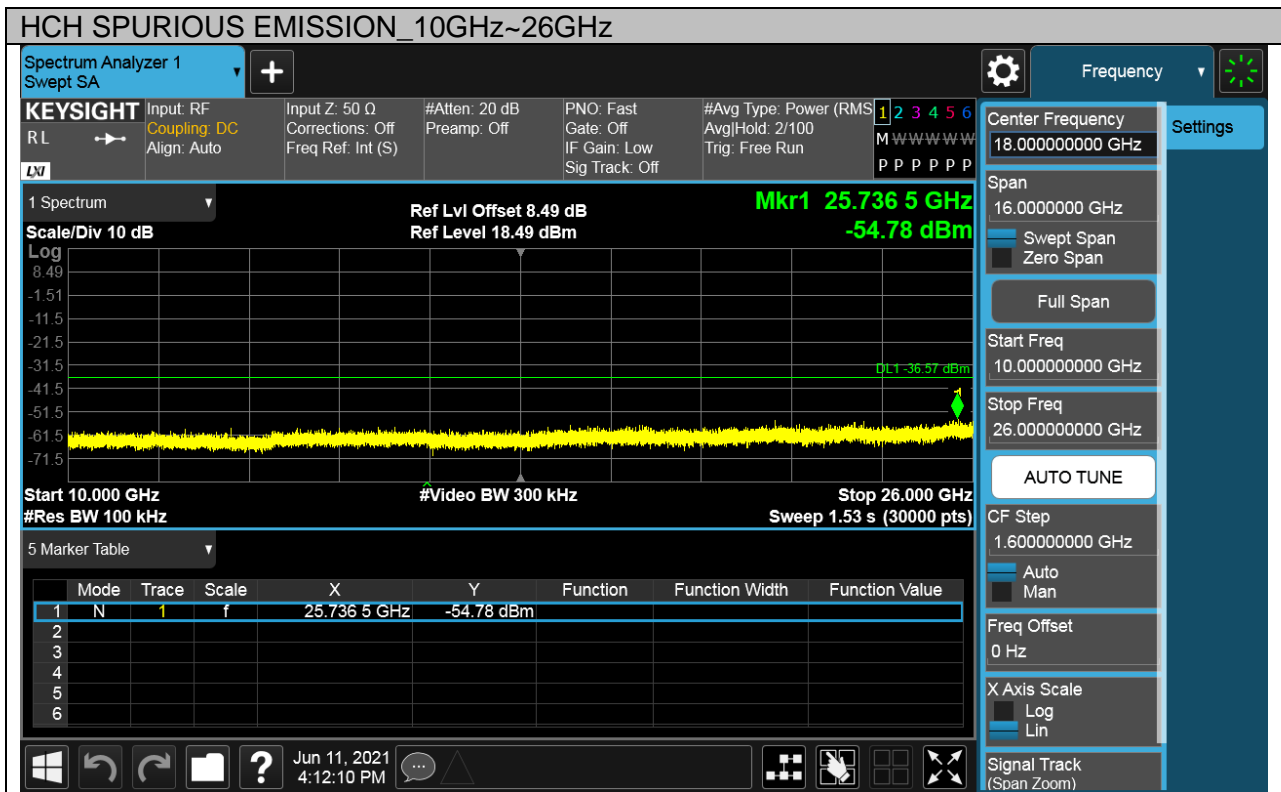 HCH SPURIOUS EMISSION_10GHz~26GHz
Spectrum Analyzer 1
Swept SA
Frequency
KEYSIGHT
RL
LXI
Input: RF
Coupling: DC
Align: Auto
Input Z: 50 Ω
Corrections: Off
Freq Ref: Int (S)
#Atten: 20 dB
Preamp: Off
PNO: Fast
Gate: Off
IF Gain: Low
Sig Track: Off
#Avg Type: Power (RMS
Avg|Hold: 2/100
Trig: Free Run
1 2 3 4 5 6
M W W W W W
P P P P P P
1 Spectrum
Scale/Div 10 dB
Ref Lvl Offset 8.49 dB
Ref Level 18.49 dBm
Mkr1 25.736 5 GHz
-54.78 dBm
Log
8.49
-1.51
-11.5
-21.5
-31.5
-41.5
-51.5
-61.5
-71.5
DL1 -36.57 dBm
1
Start 10.000 GHz
#Video BW 300 kHz
Stop 26.000 GHz
#Res BW 100 kHz
Sweep 1.53 s (30000 pts)
5 Marker Table
Mode Trace Scale X Y Function Function Width Function Value
1 N 1 f 25.736 5 GHz -54.78 dBm
2
3
4
5
6
Jun 11, 2021
4:12:10 PM
Center Frequency
18.000000000 GHz
Settings
Span
16.0000000 GHz
Swept Span
Zero Span
Full Span
Start Freq
10.000000000 GHz
Stop Freq
26.000000000 GHz
AUTO TUNE
CF Step
1.600000000 GHz
Auto
Man
Freq Offset
0 Hz
X Axis Scale
Log
Lin
Signal Track
(Span Zoom)